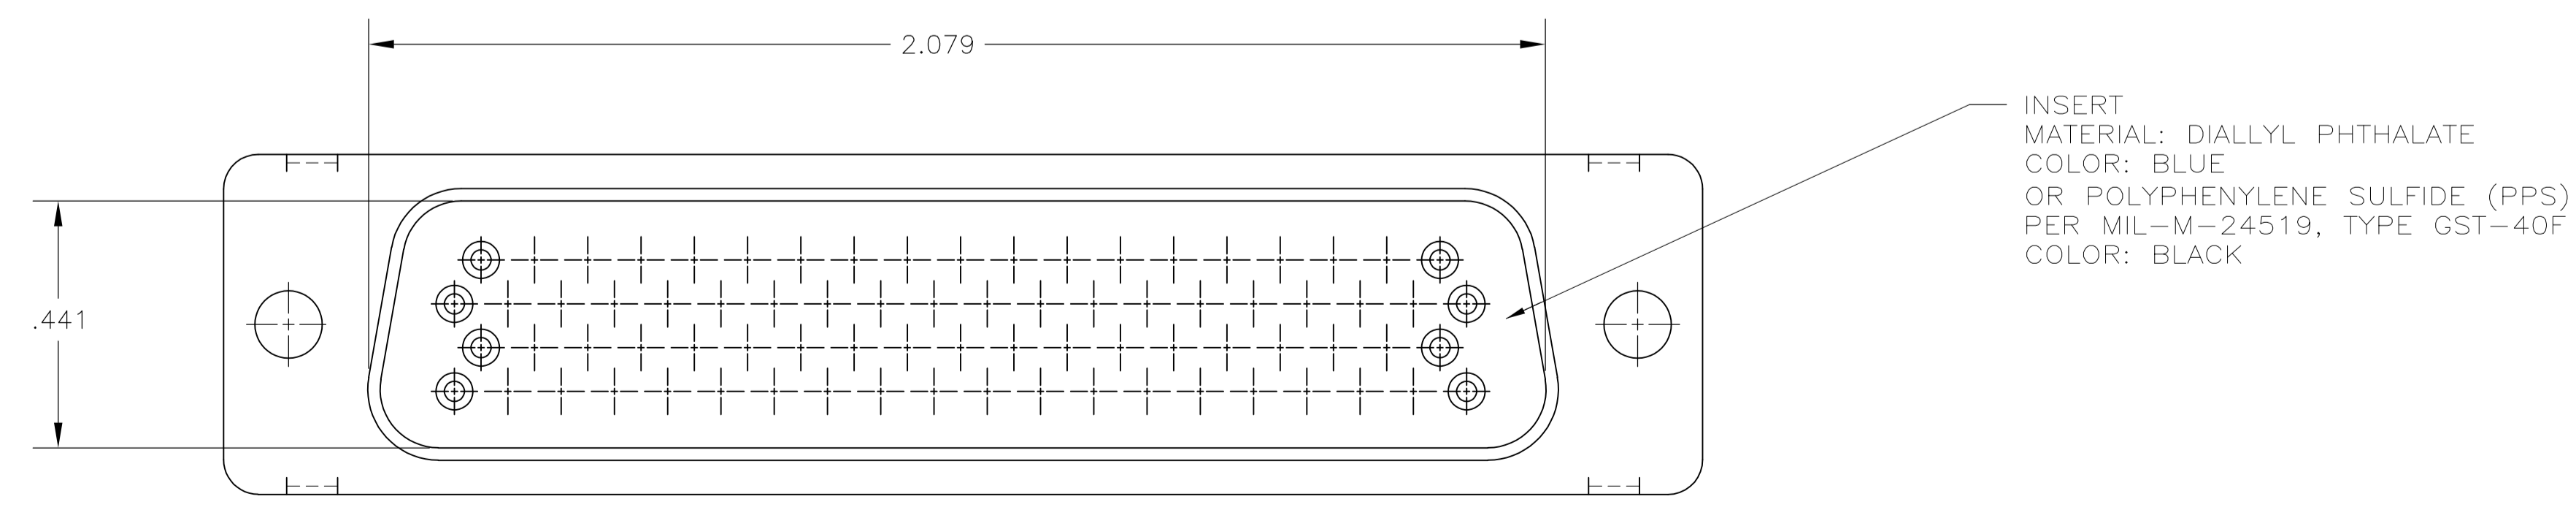 2.079
INSERT
MATERIAL: DIALLYL PHTHALATE
COLOR: BLUE
OR POLYPHENYLENE SULFIDE (PPS)
PER MIL-M-24519, TYPE GST-40F
COLOR: BLACK
.441